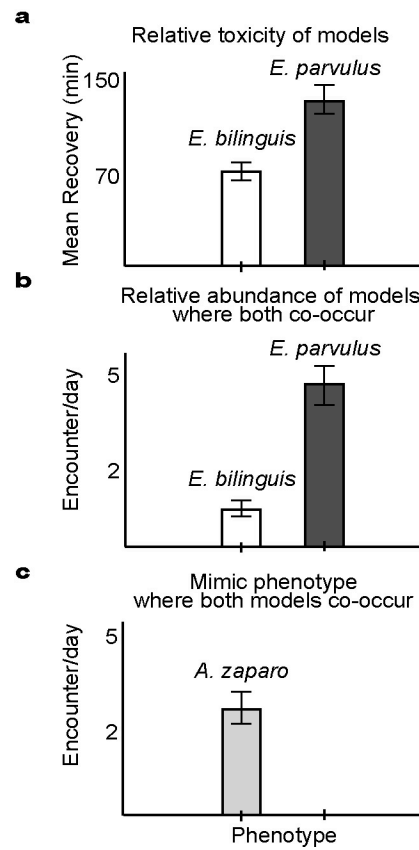 a
Relative toxicity of models
Mean Recovery (min)
150
70
E. bilinguis
E. parvulus
b
Relative abundance of models
where both co-occur
Encounter/day
5
2
E. bilinguis
E. parvulus
c
Mimic phenotype
where both models co-occur
Encounter/day
5
2
A. zaparo
Phenotype